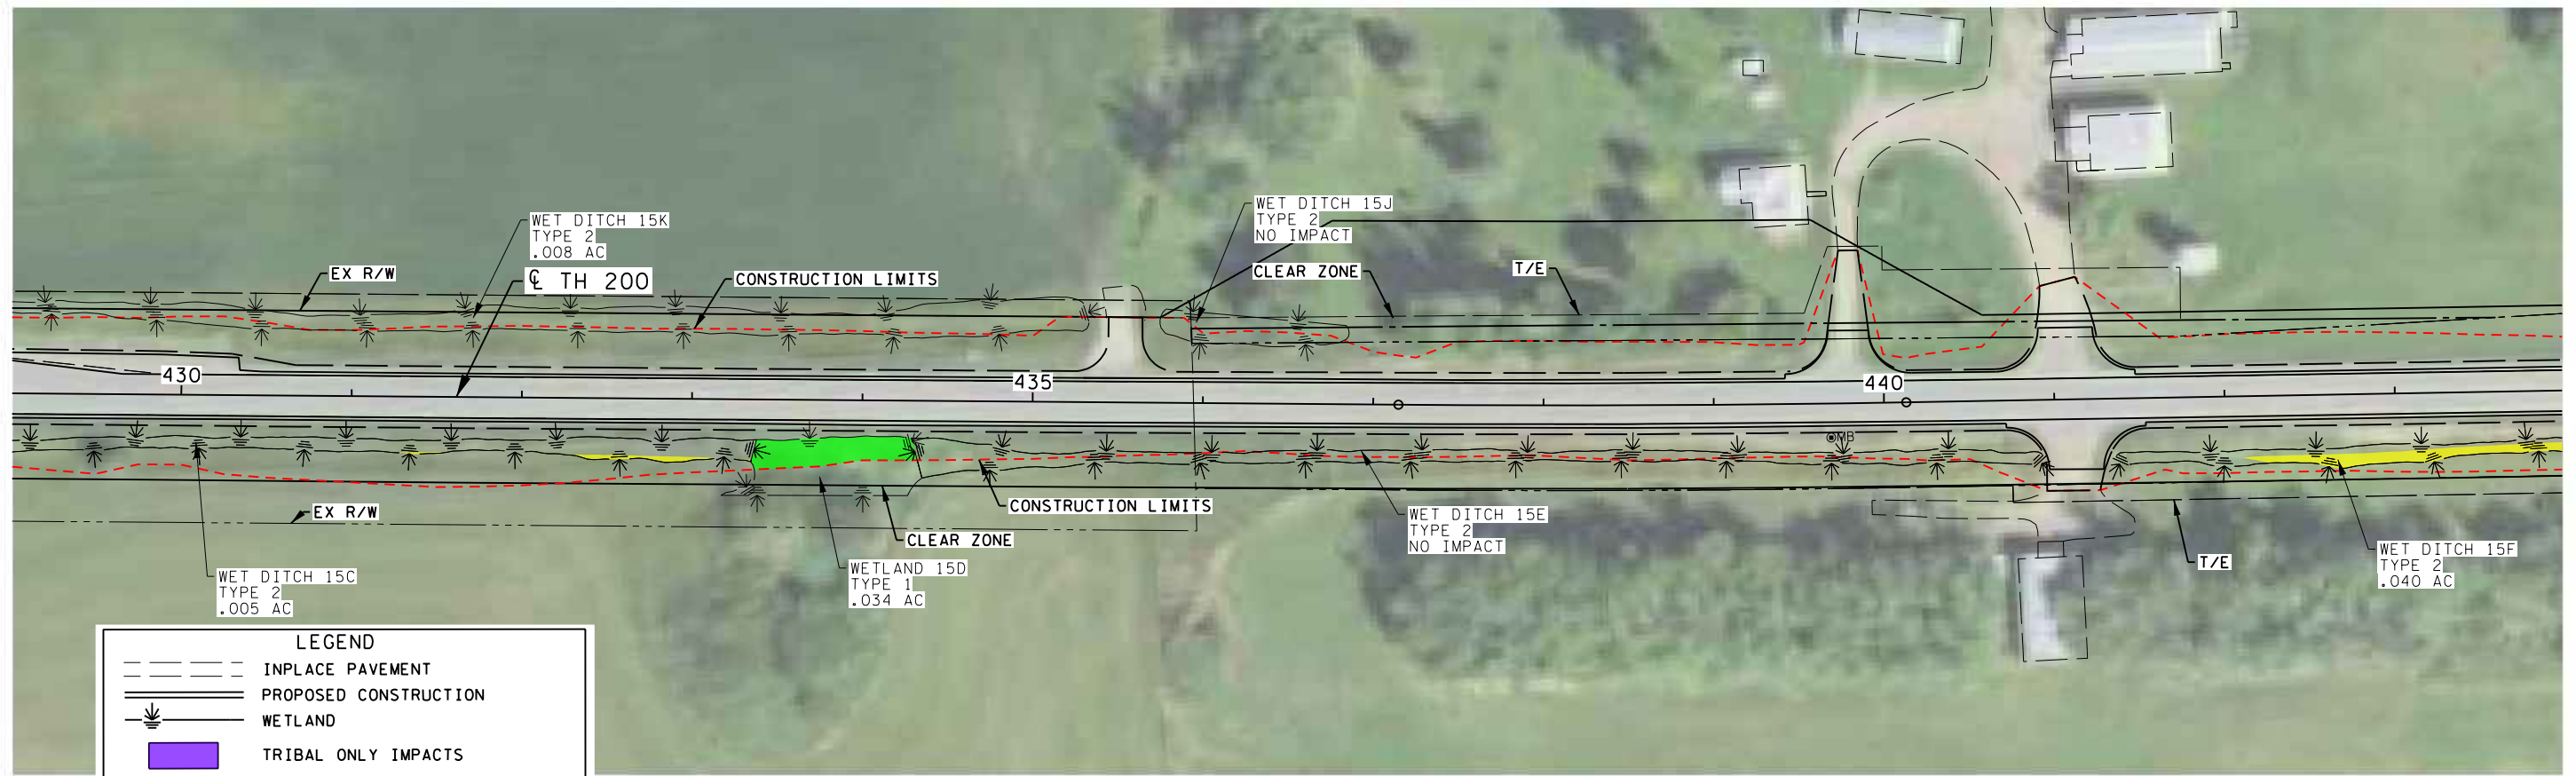 WET DITCH 15K
TYPE 2
.008 AC
EX R/W
℄ TH 200
CONSTRUCTION LIMITS
WET DITCH 15J
TYPE 2
NO IMPACT
CLEAR ZONE
T/E
430
435
440
MB
EX R/W
CONSTRUCTION LIMITS
CLEAR ZONE
WET DITCH 15C
TYPE 2
.005 AC
WETLAND 15D
TYPE 1
.034 AC
WET DITCH 15E
TYPE 2
NO IMPACT
T/E
WET DITCH 15F
TYPE 2
.040 AC
LEGEND
INPLACE PAVEMENT
PROPOSED CONSTRUCTION
WETLAND
TRIBAL ONLY IMPACTS